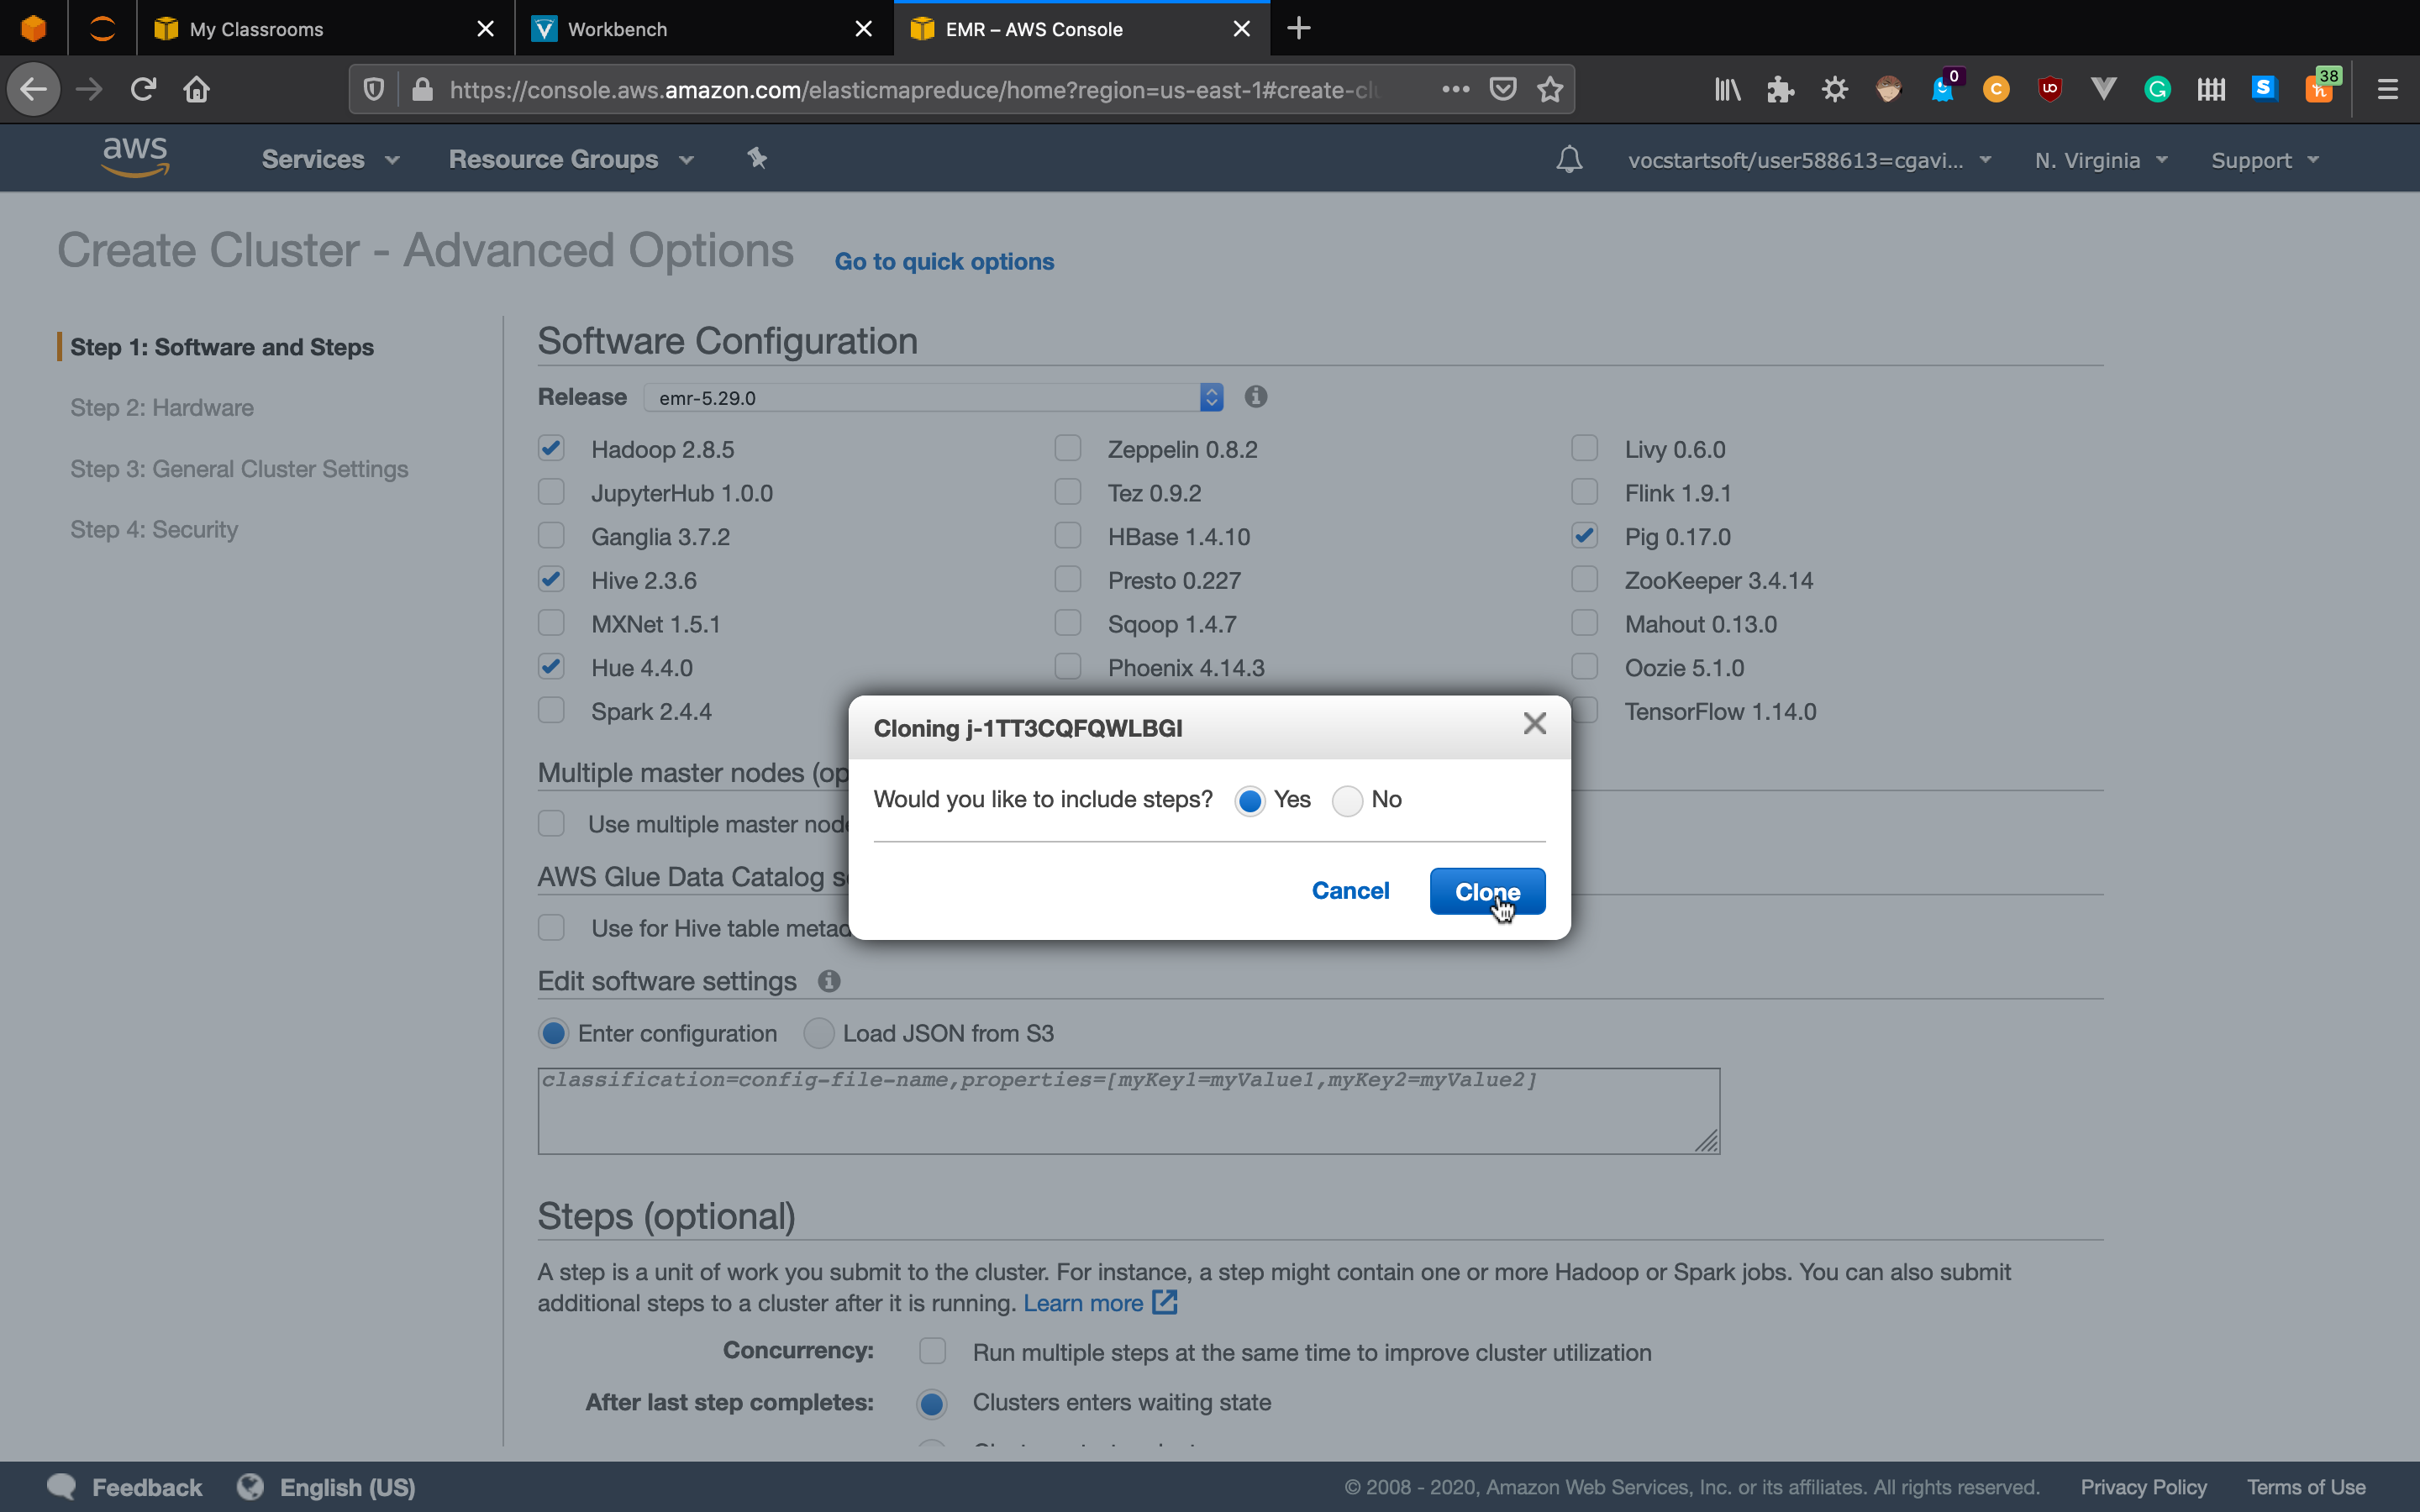 My Classrooms
Workbench
EMR – AWS Console
https://console.aws.amazon.com/elasticmapreduce/home?region=us-east-1#create-clu
0
38
aws
Services
Resource Groups
vocstartsoft/user588613=cgavi...
N. Virginia
Support
Create Cluster - Advanced Options
Go to quick options
Step 1: Software and Steps
Step 2: Hardware
Step 3: General Cluster Settings
Step 4: Security
Software Configuration
Release emr-5.29.0
Hadoop 2.8.5 Zeppelin 0.8.2 Livy 0.6.0
JupyterHub 1.0.0 Tez 0.9.2 Flink 1.9.1
Ganglia 3.7.2 HBase 1.4.10 Pig 0.17.0
Hive 2.3.6 Presto 0.227 ZooKeeper 3.4.14
MXNet 1.5.1 Sqoop 1.4.7 Mahout 0.13.0
Hue 4.4.0 Phoenix 4.14.3 Oozie 5.1.0
Spark 2.4.4 TensorFlow 1.14.0
Cloning j-1TT3CQFQWLBGI
Would you like to include steps? Yes No
Cancel Clone
Multiple master nodes (op
Use multiple master node
AWS Glue Data Catalog se
Use for Hive table metad
Edit software settings
Enter configuration Load JSON from S3
classification=config-file-name,properties=[myKey1=myValue1,myKey2=myValue2]
Steps (optional)
A step is a unit of work you submit to the cluster. For instance, a step might contain one or more Hadoop or Spark jobs. You can also submit
additional steps to a cluster after it is running. Learn more
Concurrency: Run multiple steps at the same time to improve cluster utilization
After last step completes: Clusters enters waiting state
Feedback
English (US)
© 2008 - 2020, Amazon Web Services, Inc. or its affiliates. All rights reserved.
Privacy Policy
Terms of Use